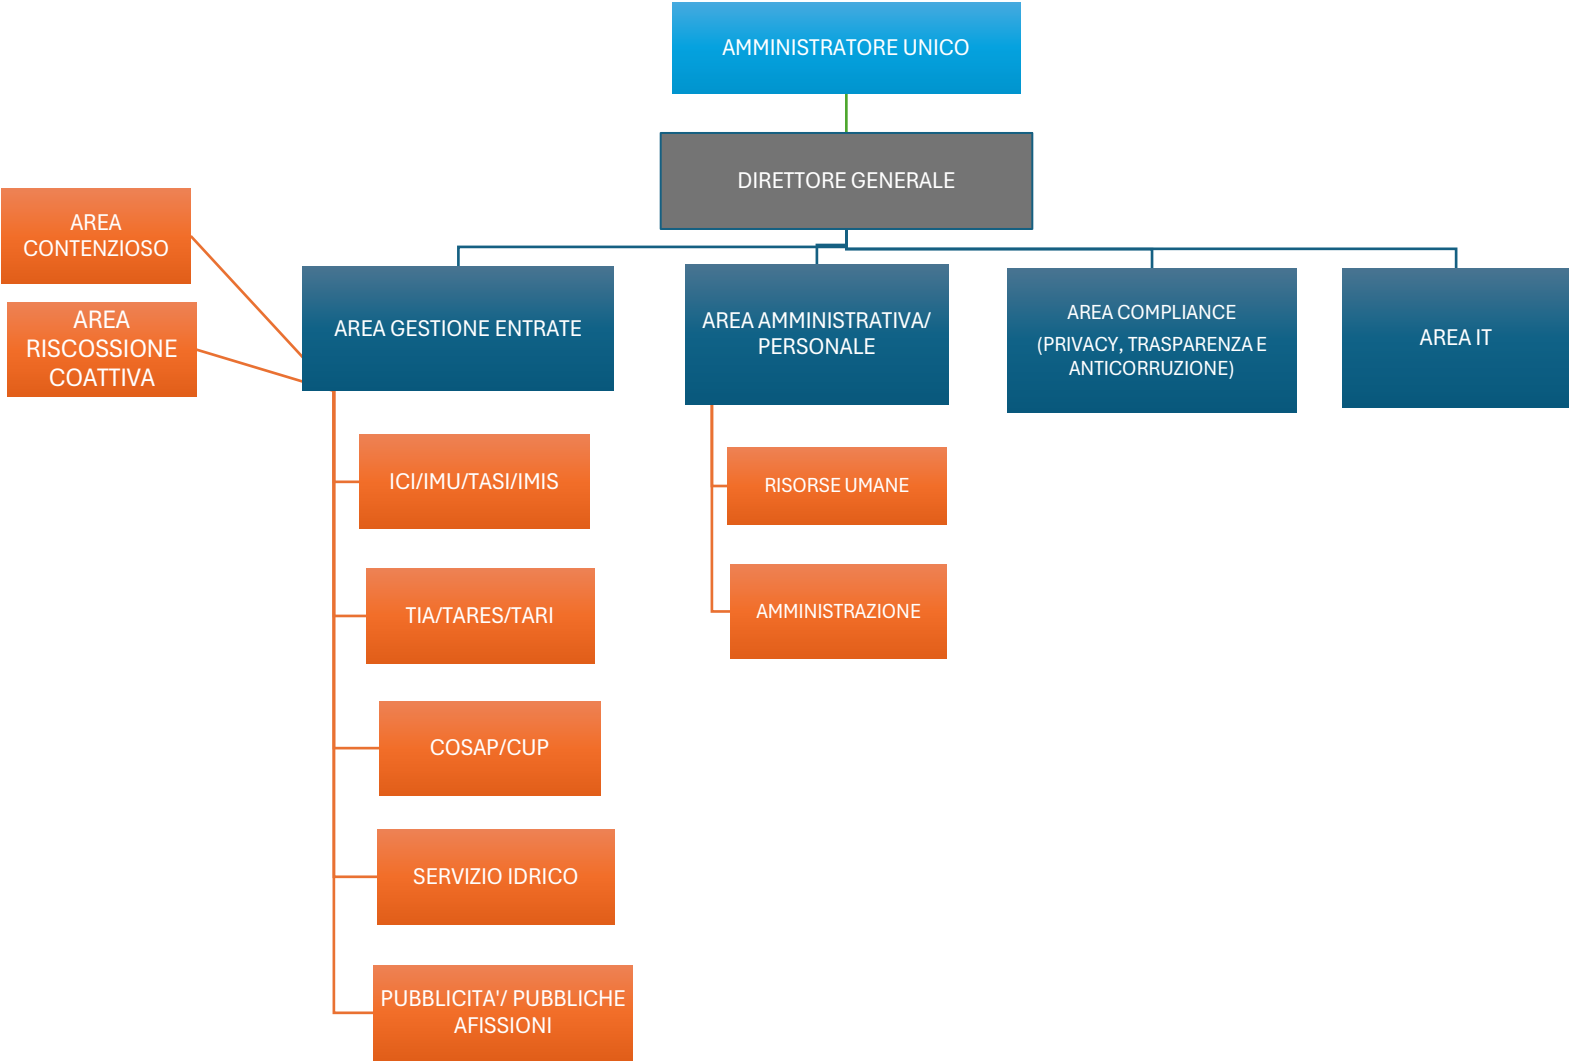 AMMINISTRATORE UNICO
DIRETTORE GENERALE
AREA
CONTENZIOSO
AREA
RISCOSSIONE
COATTIVA
AREA GESTIONE ENTRATE
AREA AMMINISTRATIVA/
PERSONALE
AREA COMPLIANCE
(PRIVACY, TRASPARENZA E
ANTICORRUZIONE)
AREA IT
ICI/IMU/TASI/IMIS
TIA/TARES/TARI
COSAP/CUP
SERVIZIO IDRICO
PUBBLICITA'/ PUBBLICHE
AFISSIONI
RISORSE UMANE
AMMINISTRAZIONE